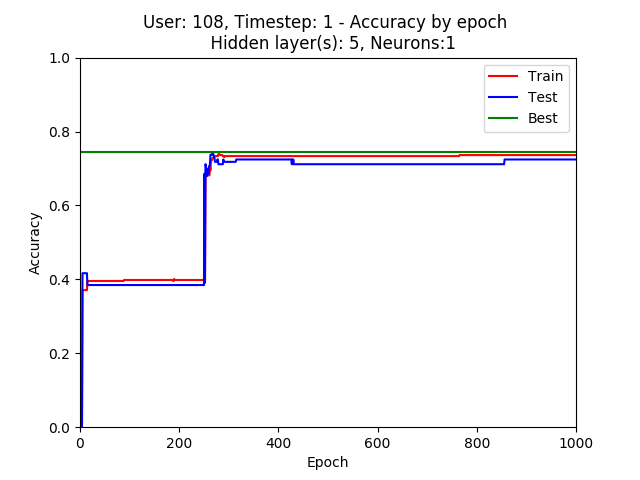 User: 108, Timestep: 1 - Accuracy by epoch
Hidden layer(s): 5, Neurons:1
Train
Test
Best
1.0
0.8
0.6
0.4
0.2
0.0
Accuracy
0 200 400 600 800 1000
Epoch